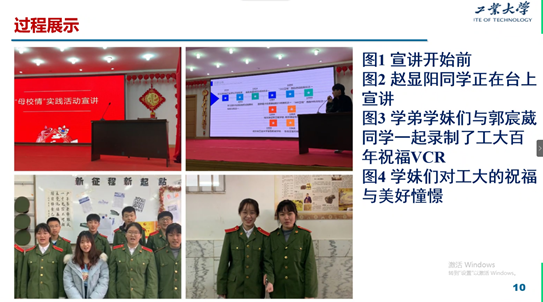 过程展示
工业大学
ITE OF TECHNOLOGY
"母校情"实践活动宣讲
新征程 新起点
图1 宣讲开始前
图2 赵显阳同学正在台上
宣讲
图3 学弟学妹们与郭宸葳
同学一起录制了工大百
年祝福VCR
图4 学妹们对工大的祝福
与美好憧憬
激活 Windows
转到"设置"以激活 Windows。
10